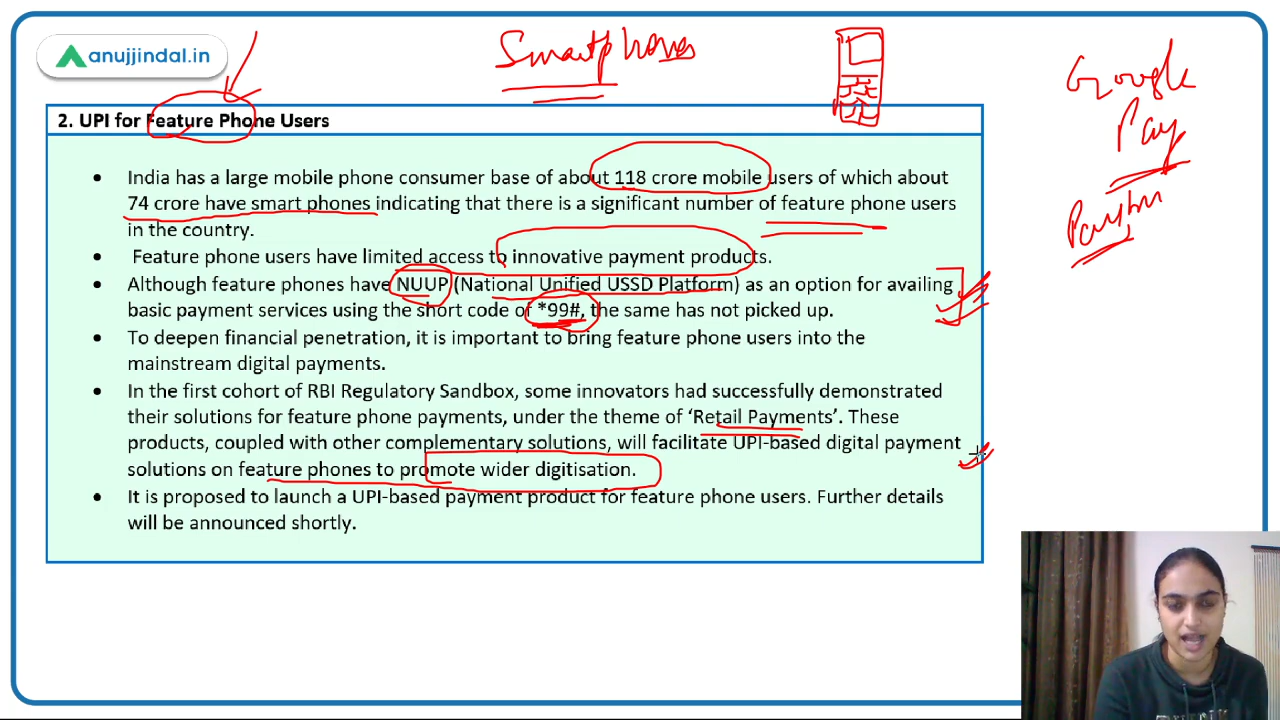 anujjindal.in
Smartphones
Google
Pay
Paytm
2. UPI for Feature Phone Users
• India has a large mobile phone consumer base of about 118 crore mobile users of which about
74 crore have smart phones indicating that there is a significant number of feature phone users
in the country.
• Feature phone users have limited access to innovative payment products.
• Although feature phones have NUUP (National Unified USSD Platform) as an option for availing
basic payment services using the short code of *99#, the same has not picked up.
• To deepen financial penetration, it is important to bring feature phone users into the
mainstream digital payments.
• In the first cohort of RBI Regulatory Sandbox, some innovators had successfully demonstrated
their solutions for feature phone payments, under the theme of ‘Retail Payments’. These
products, coupled with other complementary solutions, will facilitate UPI-based digital payment
solutions on feature phones to promote wider digitisation.
• It is proposed to launch a UPI-based payment product for feature phone users. Further details
will be announced shortly.